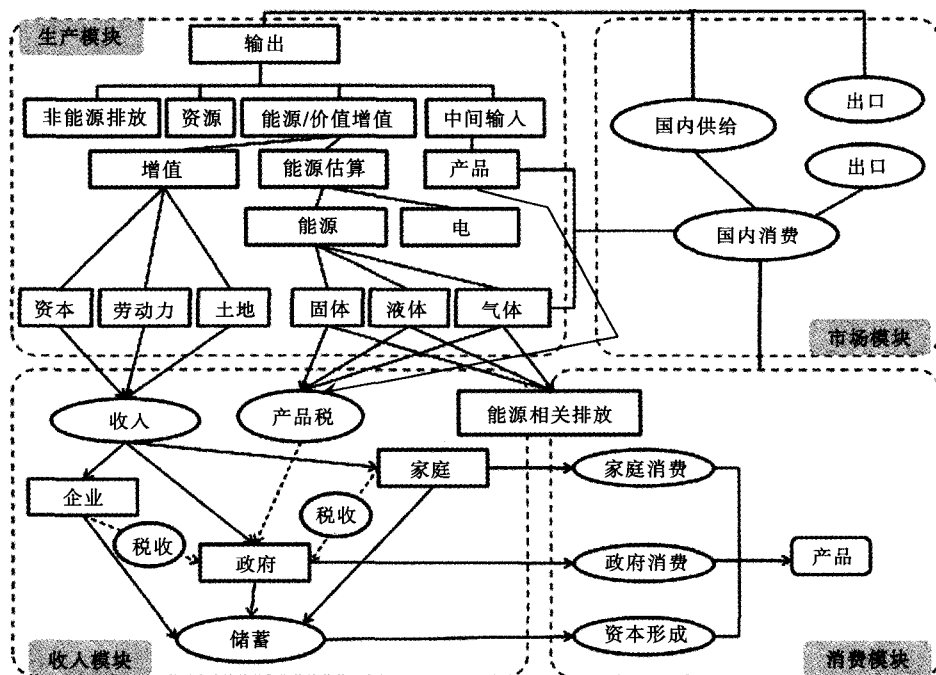 生产模块
输出
非能源排放
资源
能源/价值增值
中间输入
增值
能源估算
产品
能源
电
资本
劳动力
土地
固体
液体
气体
国内供给
出口
出口
国内消费
市场模块
收入
产品税
能源相关排放
企业
税收
家庭
税收
政府
储蓄
收人模块
家庭消费
政府消费
资本形成
产品
消费模块